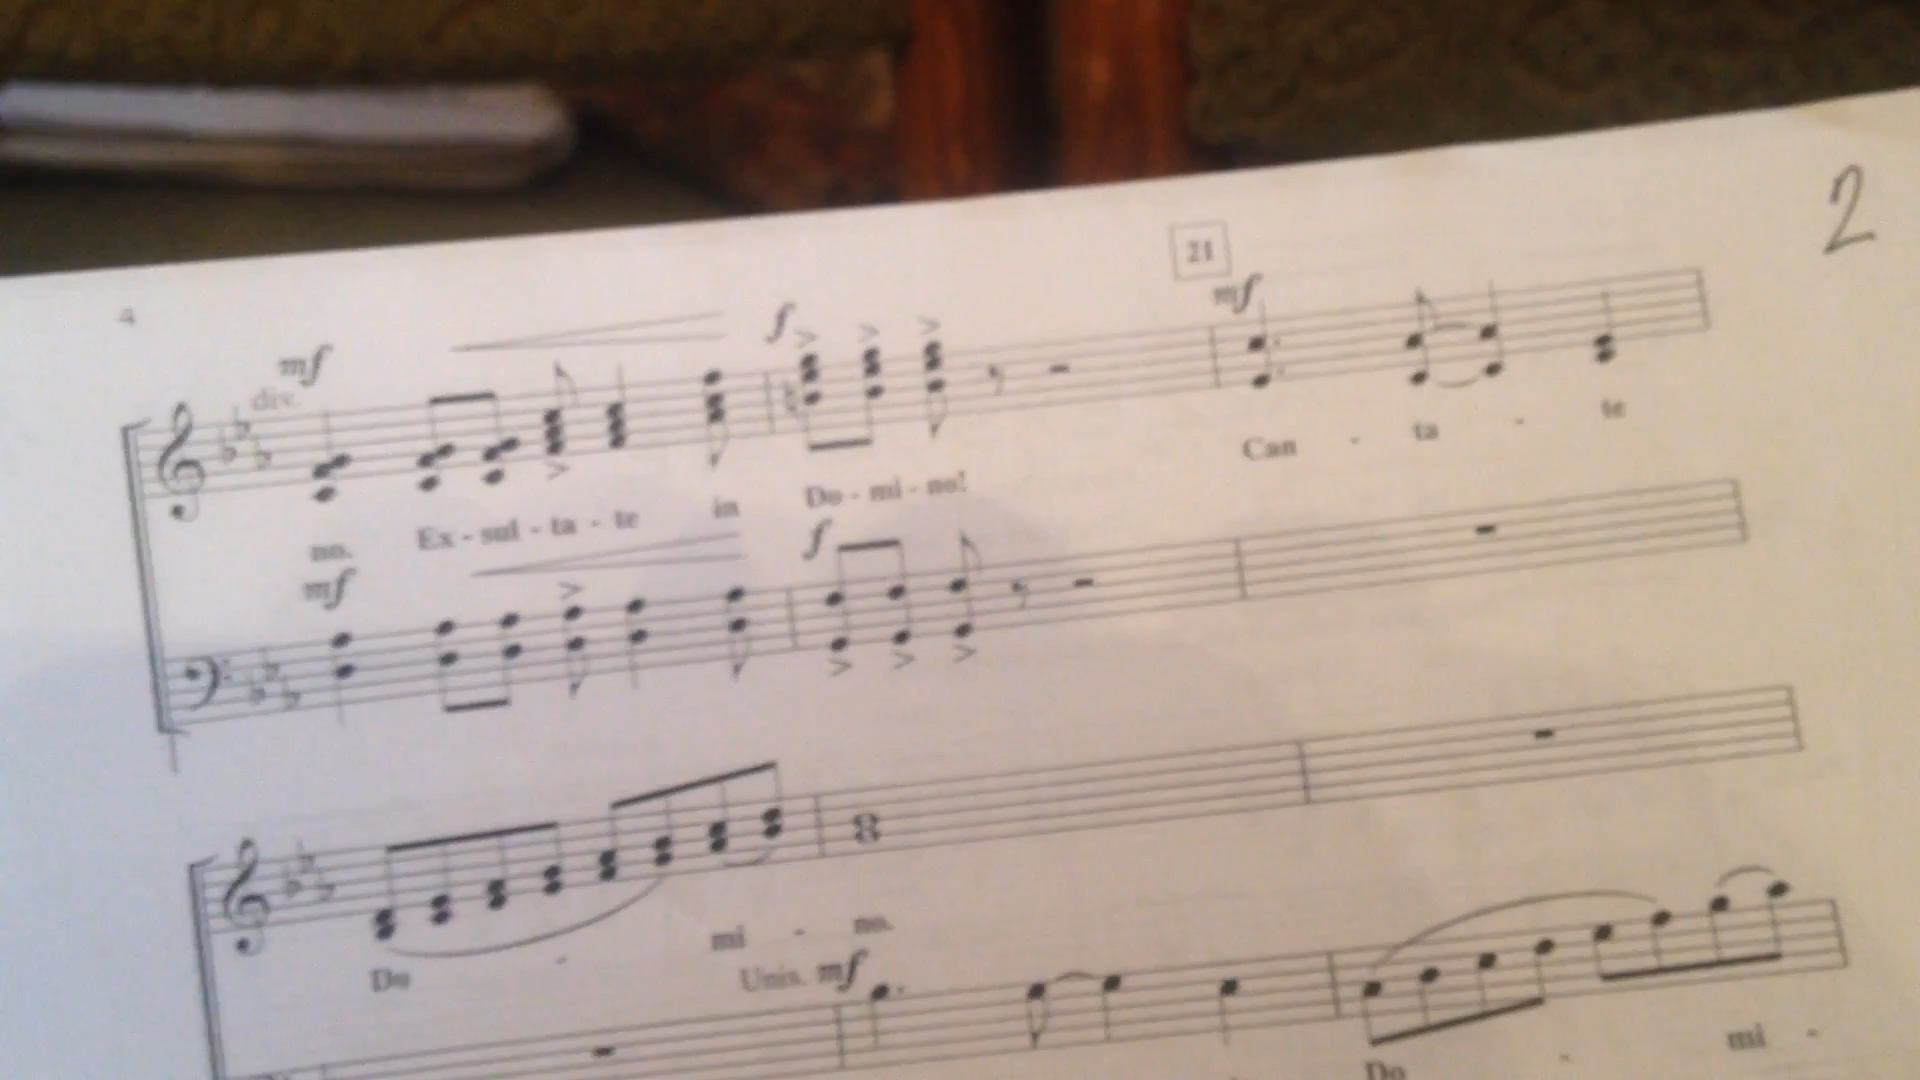 2
21
4
mf
f
mf
div.
Can - ta - te
no. Ex - sul - ta - te in Do - mi - no!
mf
f
Do - mi - no.
Unis. mf
Do - mi -